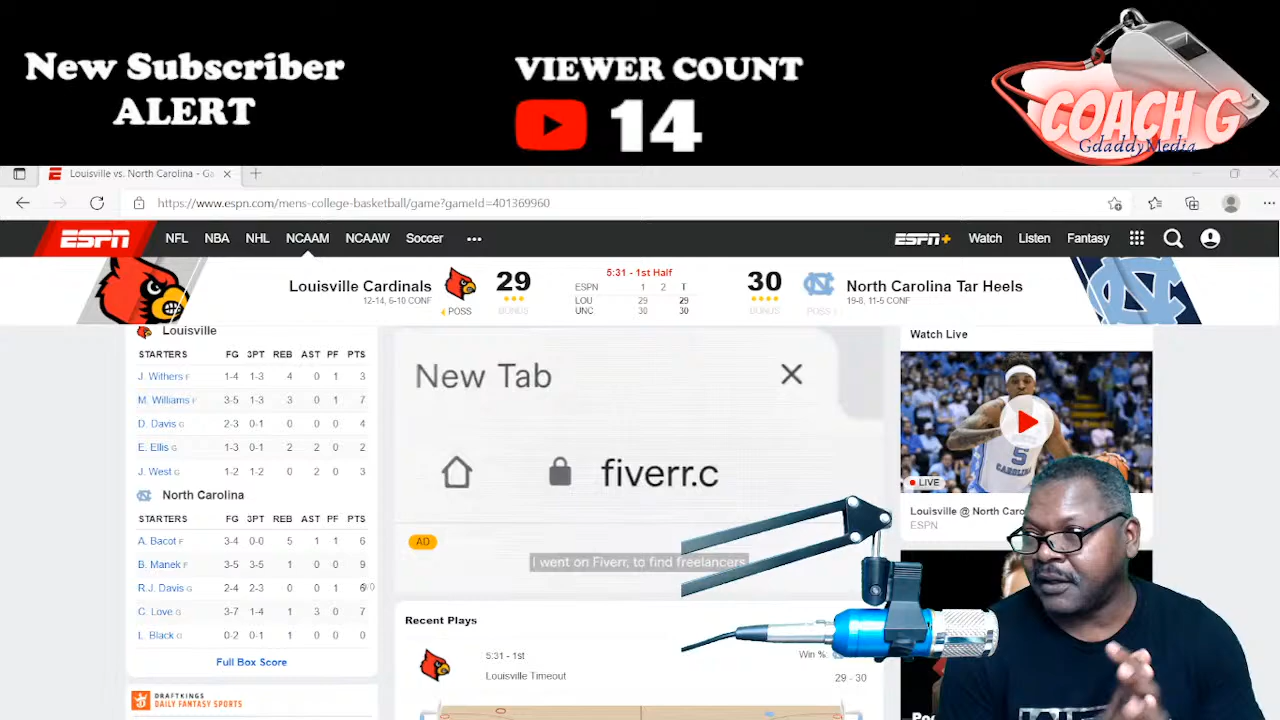 New Subscriber
ALERT
VIEWER COUNT
14
COACH G
GdaddyMedia
Louisville vs. North Carolina - Ga
https://www.espn.com/mens-college-basketball/game?gameId=401369960
ESPN NFL NBA NHL NCAAM NCAAW Soccer ... ESPN+ Watch Listen Fantasy
Louisville Cardinals
12-14, 6-10 CONF
POSS
29
BONUS
5:31 - 1st Half
ESPN 1 2 T
LOU 29 29
UNC 30 30
30
BONUS
POSS
North Carolina Tar Heels
19-8, 11-5 CONF
Louisville
STARTERS FG 3PT REB AST PF PTS
J. Withers F 1-4 1-3 4 0 1 3
M. Williams F 3-5 1-3 3 0 1 7
D. Davis G 2-3 0-1 0 0 0 4
E. Ellis G 1-3 0-1 2 2 0 2
J. West G 1-2 1-2 0 2 0 3
North Carolina
STARTERS FG 3PT REB AST PF PTS
A. Bacot F 3-4 0-0 5 1 1 6
B. Manek F 3-5 3-5 1 0 0 9
R.J. Davis G 2-4 2-3 0 0 1 6
C. Love G 3-7 1-4 1 3 0 7
L. Black G 0-2 0-1 1 0 0 0
Full Box Score
DRAFTKINGS
DAILY FANTASY SPORTS
New Tab
fiverr.c
AD
I went on Fiverr, to find freelancers
Recent Plays
5:31 - 1st
Louisville Timeout
Win %:
29 - 30
Watch Live
NORTH
5
CAROLINA
LIVE
Louisville @ North Caro
ESPN